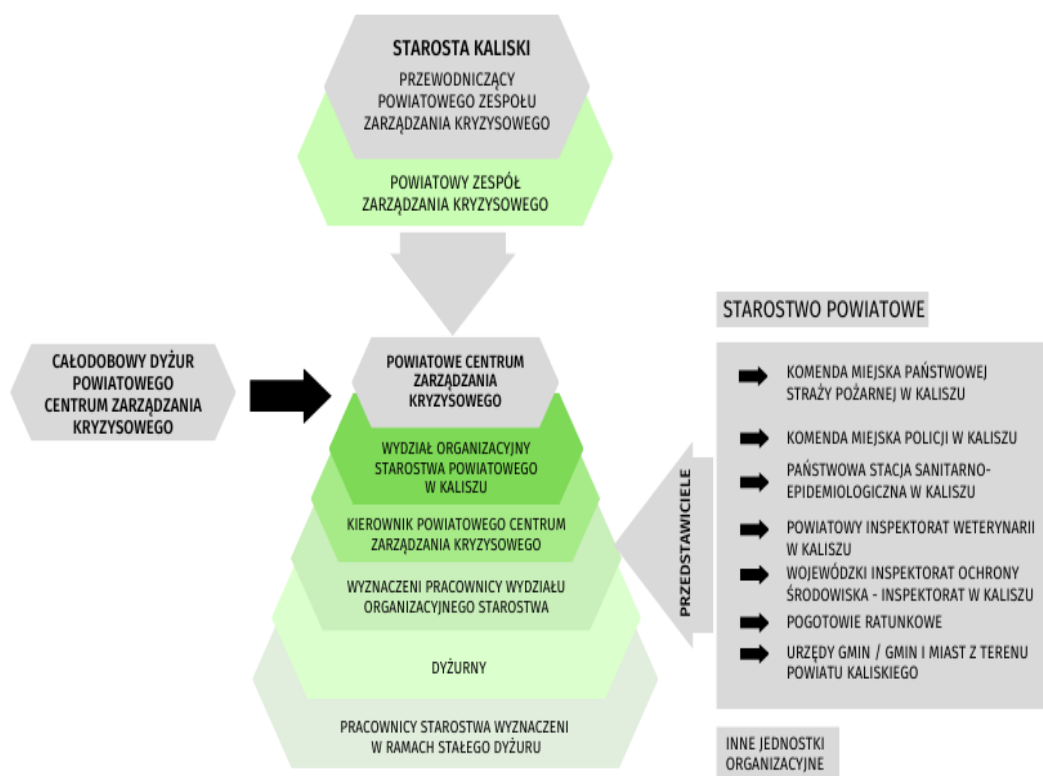 STAROSTA KALISKI
PRZEWODNICZĄCY
POWIATOWEGO ZESPOŁU
ZARZĄDZANIA KRYZYSOWEGO
POWIATOWY ZESPÓŁ
ZARZĄDZANIA KRYZYSOWEGO
CAŁODOBOWY DYŻUR
POWIATOWEGO
CENTRUM ZARZĄDZANIA
KRYZYSOWEGO
POWIATOWE CENTRUM
ZARZĄDZANIA
KRYZYSOWEGO
WYDZIAŁ ORGANIZACYJNY
STAROSTWA POWIATOWEGO
W KALISZU
KIEROWNIK POWIATOWEGO CENTRUM
ZARZĄDZANIA KRYZYSOWEGO
WYZNACZENI PRACOWNICY WYDZIAŁU
ORGANIZACYJNEGO STAROSTWA
DYŻURNY
PRACOWNICY STAROSTWA WYZNACZENI
W RAMACH STAŁEGO DYŻURU
PRZEDSTAWICIELE
STAROSTWO POWIATOWE
KOMENDA MIEJSKA PAŃSTWOWEJ
STRAŻY POŻARNEJ W KALISZU
KOMENDA MIEJSKA POLICJI W KALISZU
PAŃSTWOWA STACJA SANITARNO-
EPIDEMIOLOGICZNA W KALISZU
POWIATOWY INSPEKTORAT WETERYNARII
W KALISZU
WOJEWÓDZKI INSPEKTORAT OCHRONY
ŚRODOWISKA - INSPEKTORAT W KALISZU
POGOTOWIE RATUNKOWE
URZĘDY GMIN / GMIN I MIAST Z TERENU
POWIATU KALISKIEGO
INNE JEDNOSTKI
ORGANIZACYJNE